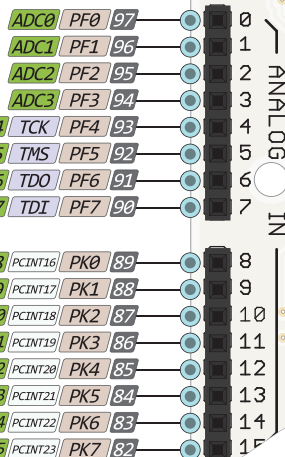 ADC0 PF0 97 0
ADC1 PF1 96 1
ADC2 PF2 95 2
ADC3 PF3 94 3
TCK PF4 93 4
TMS PF5 92 5
TDO PF6 91 6
TDI PF7 90 7
ANALOG IN
PCINT16 PK0 89 8
PCINT17 PK1 88 9
PCINT18 PK2 87 10
PCINT19 PK3 86 11
PCINT20 PK4 85 12
PCINT21 PK5 84 13
PCINT22 PK6 83 14
PCINT23 PK7 82 15